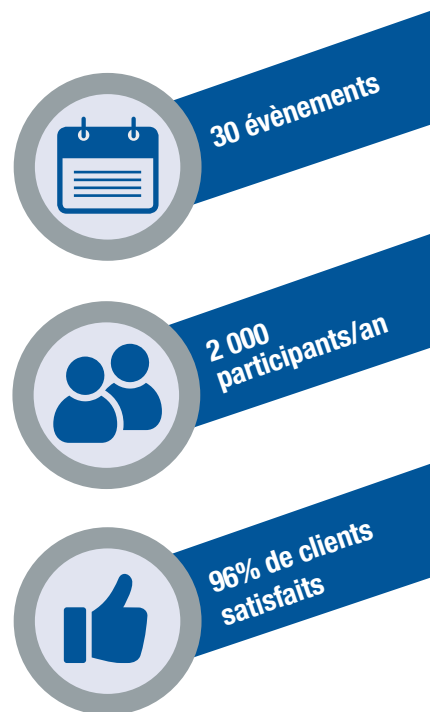 30 évènements
2 000
participants/an
96% de clients
satisfaits